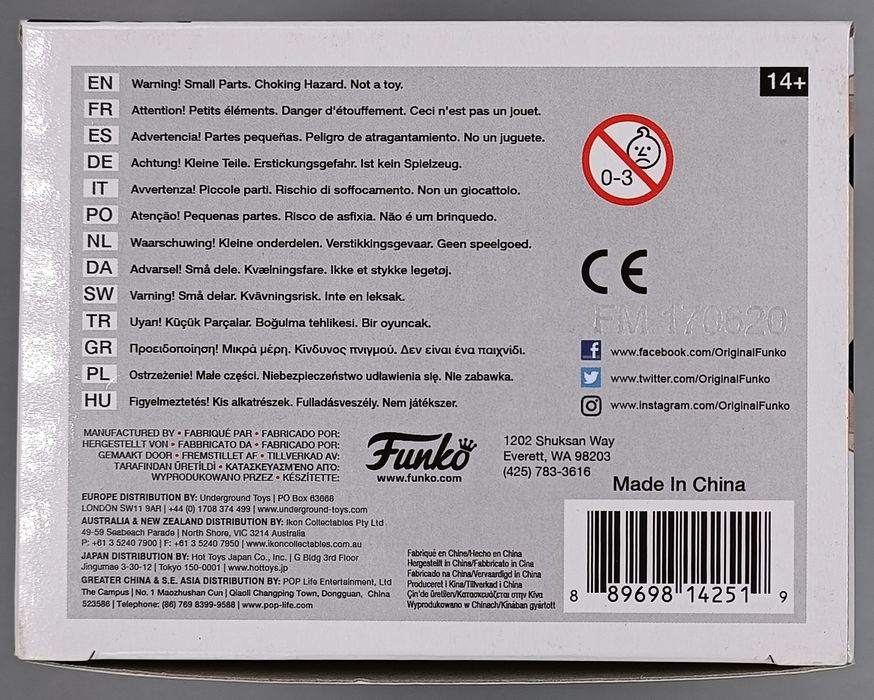 14+
EN Warning! Small Parts. Choking Hazard. Not a toy.
FR Attention! Petits éléments. Danger d'étouffement. Ceci n'est pas un jouet.
ES Advertencia! Partes pequeñas. Peligro de atragantamiento. No un juguete.
DE Achtung! Kleine Teile. Erstickungsgefahr. Ist kein Spielzeug.
IT Avvertenza! Piccole parti. Rischio di soffocamento. Non un giocattolo.
PO Atenção! Pequenas partes. Risco de asfixia. Não é um brinquedo.
NL Waarschuwing! Kleine onderdelen. Verstikkingsgevaar. Geen speelgoed.
DA Advarsel! Små dele. Kvælningsfare. Ikke et stykke legetøj.
SW Varning! Små delar. Kvävningsrisk. Inte en leksak.
TR Uyan! Küçük Parçalar. Boğulma tehlikesi. Bir oyuncak.
GR Προειδοποίηση! Μικρά μέρη. Κίνδυνος πνιγμού. Δεν είναι ένα παιχνίδι.
PL Ostrzeżenie! Małe części. Niebezpieczeństwo udławienia się. Nie zabawka.
HU Figyelmeztetés! Kis alkatrészek. Fulladásveszély. Nem játékszer.
0-3
CE
FM 170620
www.facebook.com/OriginalFunko
www.twitter.com/OriginalFunko
www.instagram.com/OriginalFunko
MANUFACTURED BY • FABRIQUÉ PAR • FABRICADO POR:
HERGESTELLT VON • FABBRICATO DA • FABRICADO POR:
GEMAAKT DOOR • FREMSTILLET AF • TILLVERKAD AV:
TARAFINDAN ÜRETİLDİ • ΚΑΤΑΣΚΕΥΑΣΜΈΝΟ ΑΠΌ:
WYPRODUKOWANO PRZEZ • KÉSZÍTETTE:
Funko
www.funko.com
1202 Shuksan Way
Everett, WA 98203
(425) 783-3616
EUROPE DISTRIBUTION BY: Underground Toys | PO Box 63668
LONDON SW11 9AR | +44 (0) 1708 374 499 | www.underground-toys.com
AUSTRALIA & NEW ZEALAND DISTRIBUTION BY: Ikon Collectables Pty Ltd
49-59 Seabeach Parade | North Shore, VIC 3214 Australia
P: +61 3 5240 7900 | F: +61 3 5240 7950 | www.ikoncollectables.com.au
JAPAN DISTRIBUTION BY: Hot Toys Japan Co., Inc. | G Bldg 3rd Floor
Jingumae 3-30-12 | Tokyo 150-0001 | www.hottoys.jp
GREATER CHINA & S.E. ASIA DISTRIBUTION BY: POP Life Entertainment, Ltd
The Campus | No. 1 Maozhushan Cun | Qiaoli Changping Town, Dongguan, China
523586 | Telephone: (86) 769 8399-9588 | www.pop-life.com
Fabriqué en Chine/Hecho en China
Hergestellt in China/Fabbricato in Cina
Fabricado na China/Vervaardigd in China
Produceret i Kina/Tillverkad i China
Çin'de üretilen/Κατασκευάζεται στην Κίνα
Wyprodukowano w Chinach/Kínában gyártott
Made In China
8 89698 14251 9